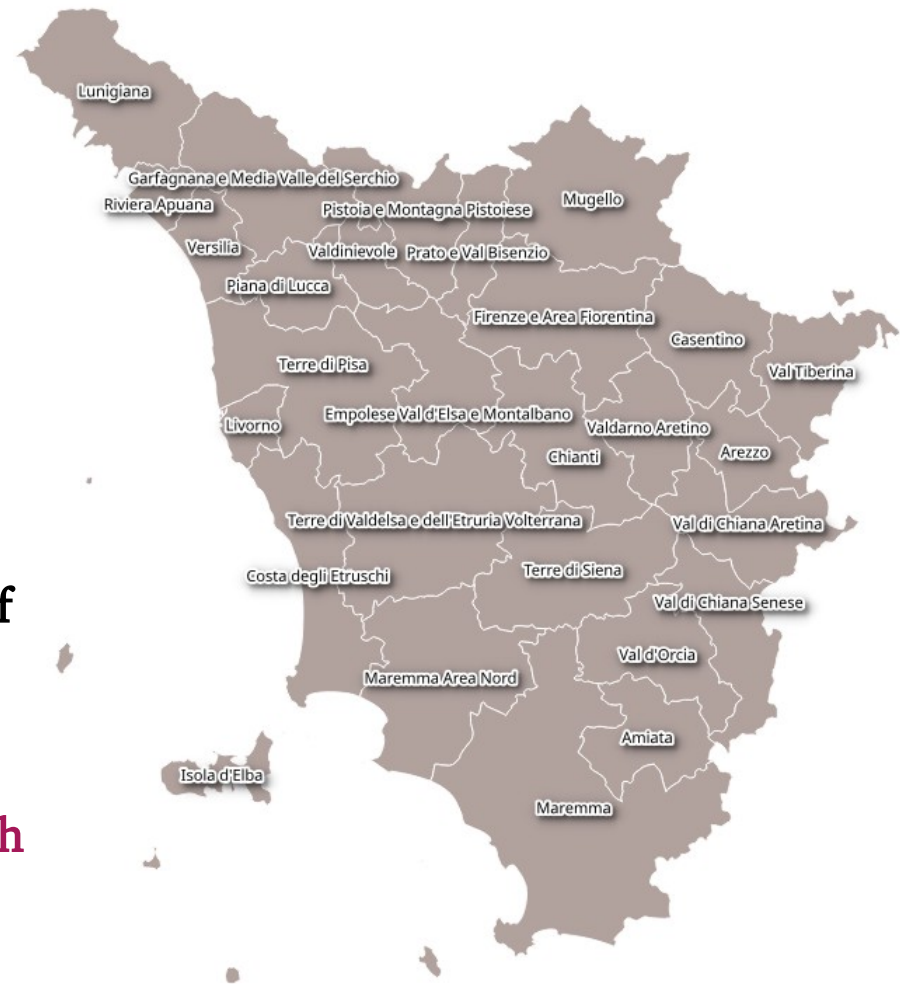 Lunigiana
Garfagnana e Media Valle del Serchio
Riviera Apuana
Mugello
Pistoia e Montagna Pistoiese
Versilia
Valdinievole
Prato e Val Bisenzio
Piana di Lucca
Firenze e Area Fiorentina
Casentino
Terre di Pisa
Val Tiberina
Empolese Val d'Elsa e Montalbano
Livorno
Valdarno Aretino
Chianti
Arezzo
Terre di Valdelsa e dell'Etruria Volterrana
Val di Chiana Aretina
Costa degli Etruschi
Terre di Siena
f
Val di Chiana Senese
Val d'Orcia
Maremma Area Nord
Amiata
Isola d'Elba
Maremma
h